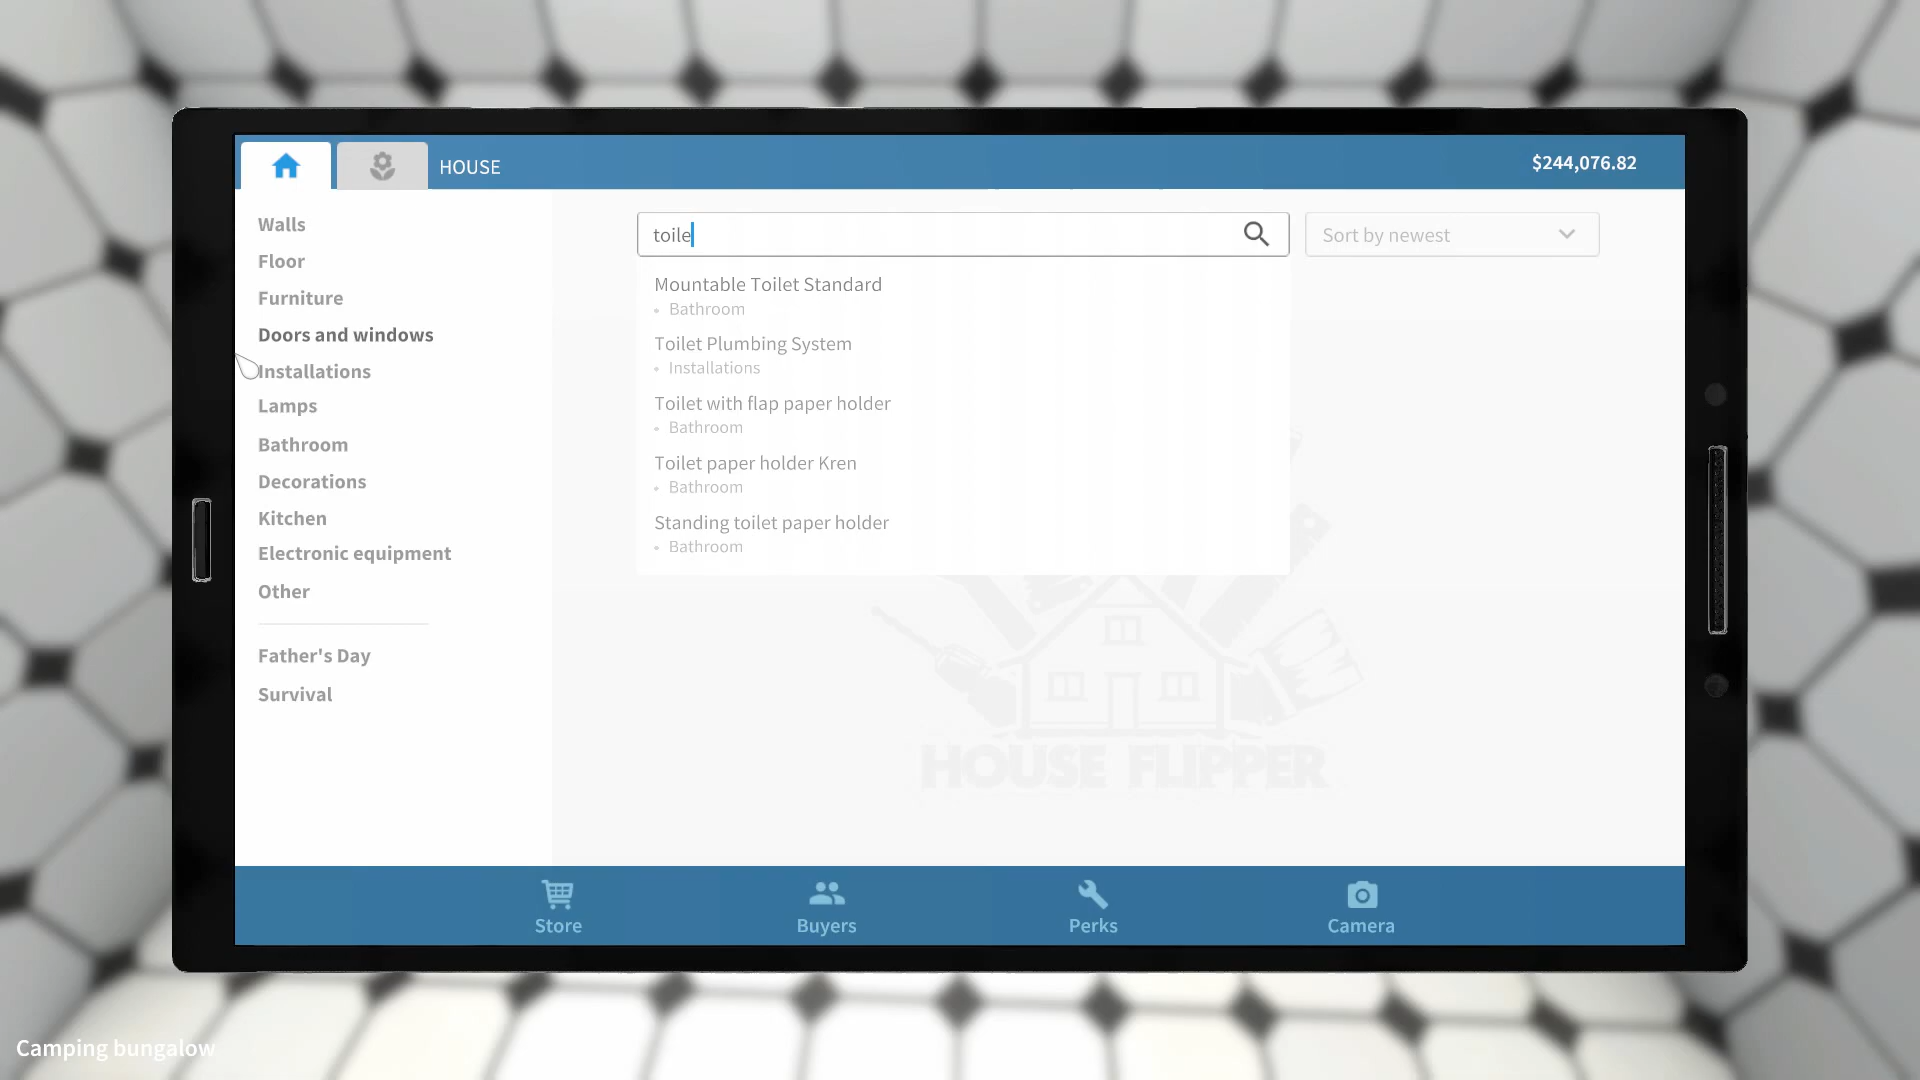 HOUSE
$244,076.82
Walls
Floor
Furniture
Doors and windows
Installations
Lamps
Bathroom
Decorations
Kitchen
Electronic equipment
Other
Father's Day
Survival
toile
Sort by newest
Mountable Toilet Standard
• Bathroom
Toilet Plumbing System
• Installations
Toilet with flap paper holder
• Bathroom
Toilet paper holder Kren
• Bathroom
Standing toilet paper holder
• Bathroom
HOUSE FLIPPER
Store
Buyers
Perks
Camera
Camping bungalow